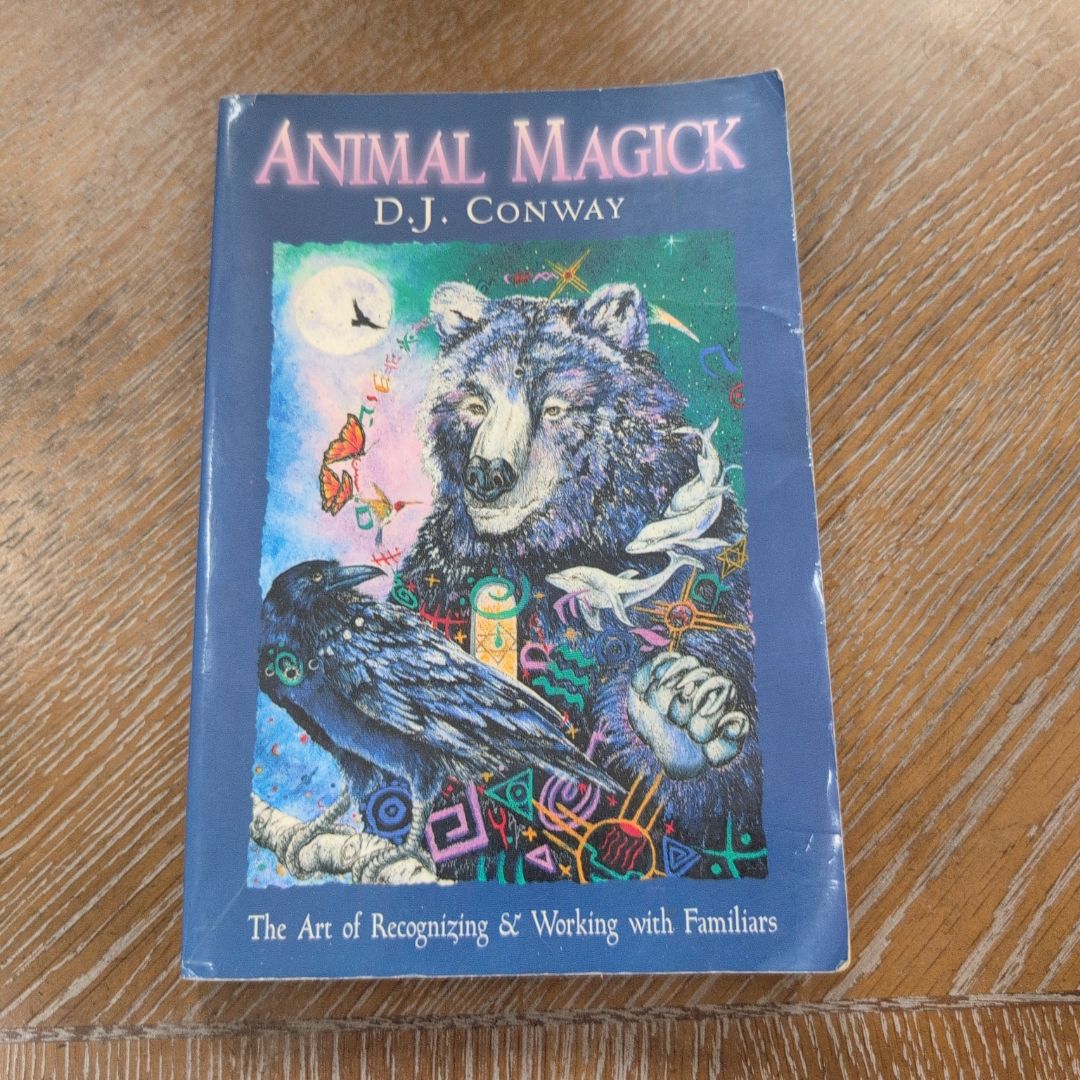 ANIMAL MAGICK
D.J. CONWAY
The Art of Recognizing & Working with Familiars